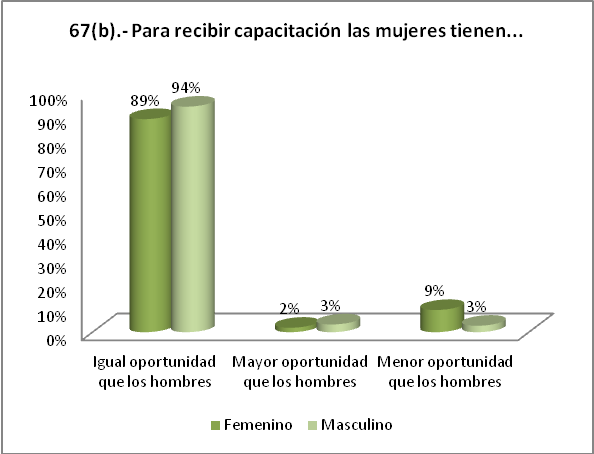 67(b).- Para recibir capacitación las mujeres tienen...
89%
94%
2%
3%
9%
3%
100%
90%
80%
70%
60%
50%
40%
30%
20%
10%
0%
Igual oportunidad
que los hombres
Mayor oportunidad
que los hombres
Menor oportunidad
que los hombres
Femenino
Masculino